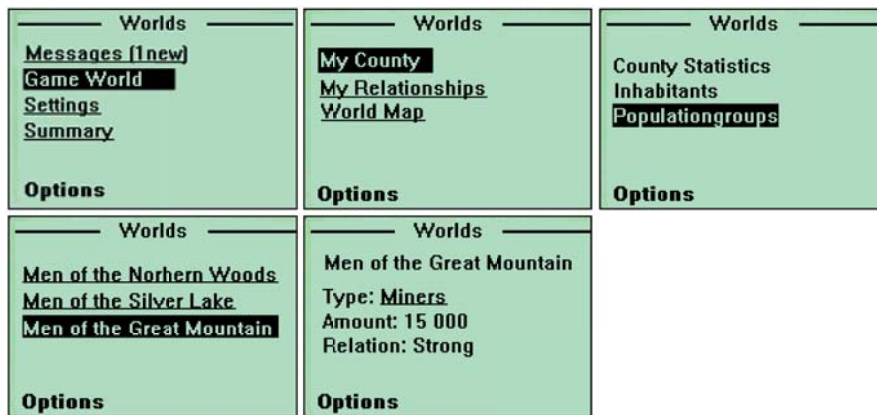 Worlds
Messages (1new)
Game World
Settings
Summary
Options
Worlds
My County
My Relationships
World Map
Options
Worlds
County Statistics
Inhabitants
Populationgroups
Options
Worlds
Men of the Norhern Woods
Men of the Silver Lake
Men of the Great Mountain
Options
Worlds
Men of the Great Mountain
Type: Miners
Amount: 15 000
Relation: Strong
Options